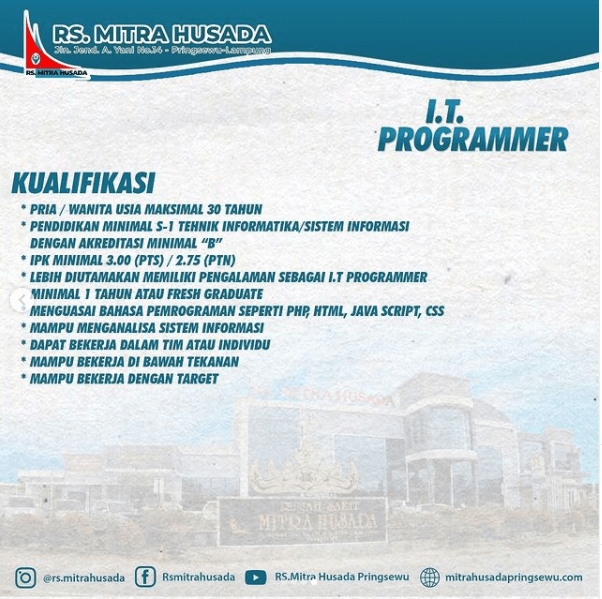 RS. MITRA HUSADA
Jln. Jend. A. Yani No.14 - Pringsewu-Lampung
RS. MITRA HUSADA
I.T.
PROGRAMMER
KUALIFIKASI
* PRIA / WANITA USIA MAKSIMAL 30 TAHUN
* PENDIDIKAN MINIMAL S-1 TEHNIK INFORMATIKA/SISTEM INFORMASI
DENGAN AKREDITASI MINIMAL “B”
* IPK MINIMAL 3.00 (PTS) / 2.75 (PTN)
* LEBIH DIUTAMAKAN MEMILIKI PENGALAMAN SEBAGAI I.T PROGRAMMER
MINIMAL 1 TAHUN ATAU FRESH GRADUATE
* MENGUASAI BAHASA PEMROGRAMAN SEPERTI PHP, HTML, JAVA SCRIPT, CSS
* MAMPU MENGANALISA SISTEM INFORMASI
* DAPAT BEKERJA DALAM TIM ATAU INDIVIDU
* MAMPU BEKERJA DI BAWAH TEKANAN
* MAMPU BEKERJA DENGAN TARGET
MITRA HUSADA
RUMAH SAKIT
MITRA HUSADA
@rs.mitrahusada
Rsmitrahusada
RS.Mitra Husada Pringsewu
mitrahusadapringsewu.com